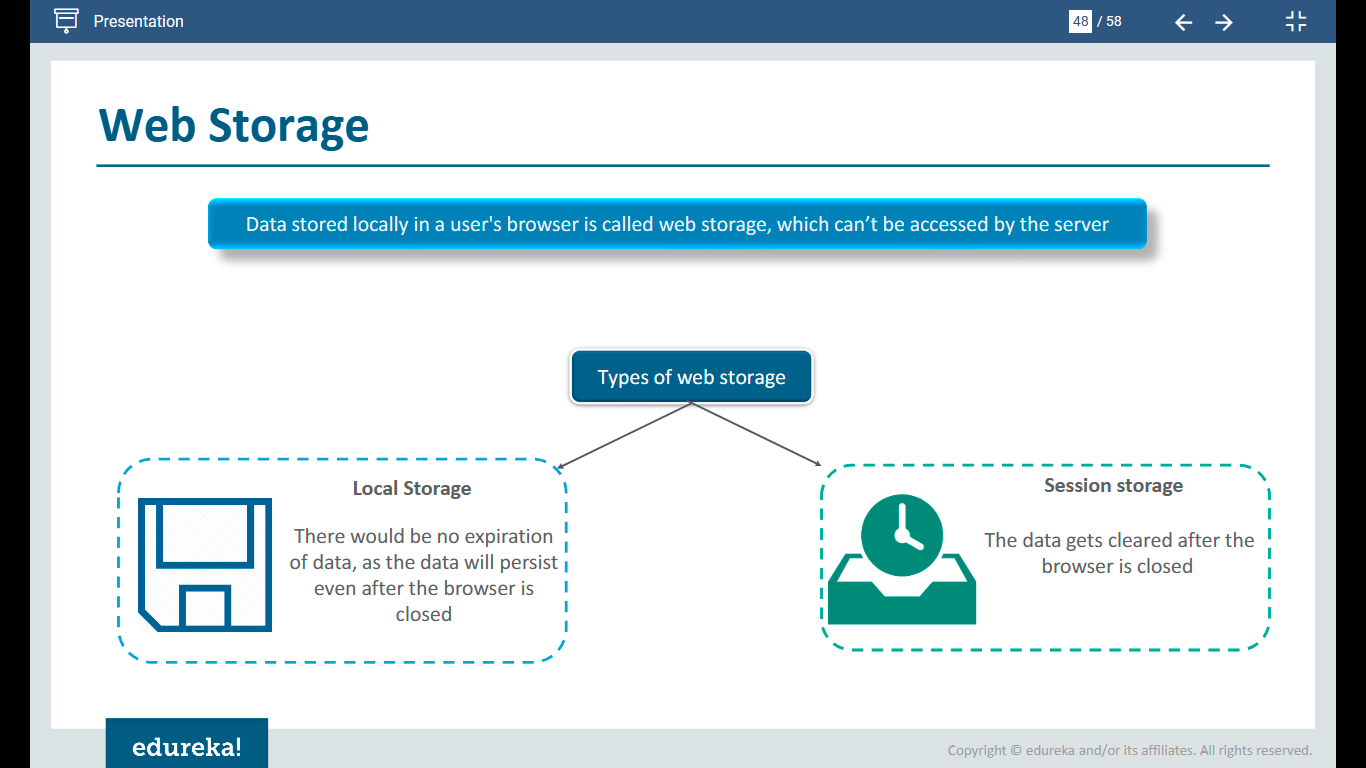 Presentation
48 / 58
Web Storage
Data stored locally in a user's browser is called web storage, which can’t be accessed by the server
Types of web storage
Local Storage
There would be no expiration
of data, as the data will persist
even after the browser is
closed
Session storage
The data gets cleared after the
browser is closed
edureka!
Copyright © edureka and/or its affiliates. All rights reserved.